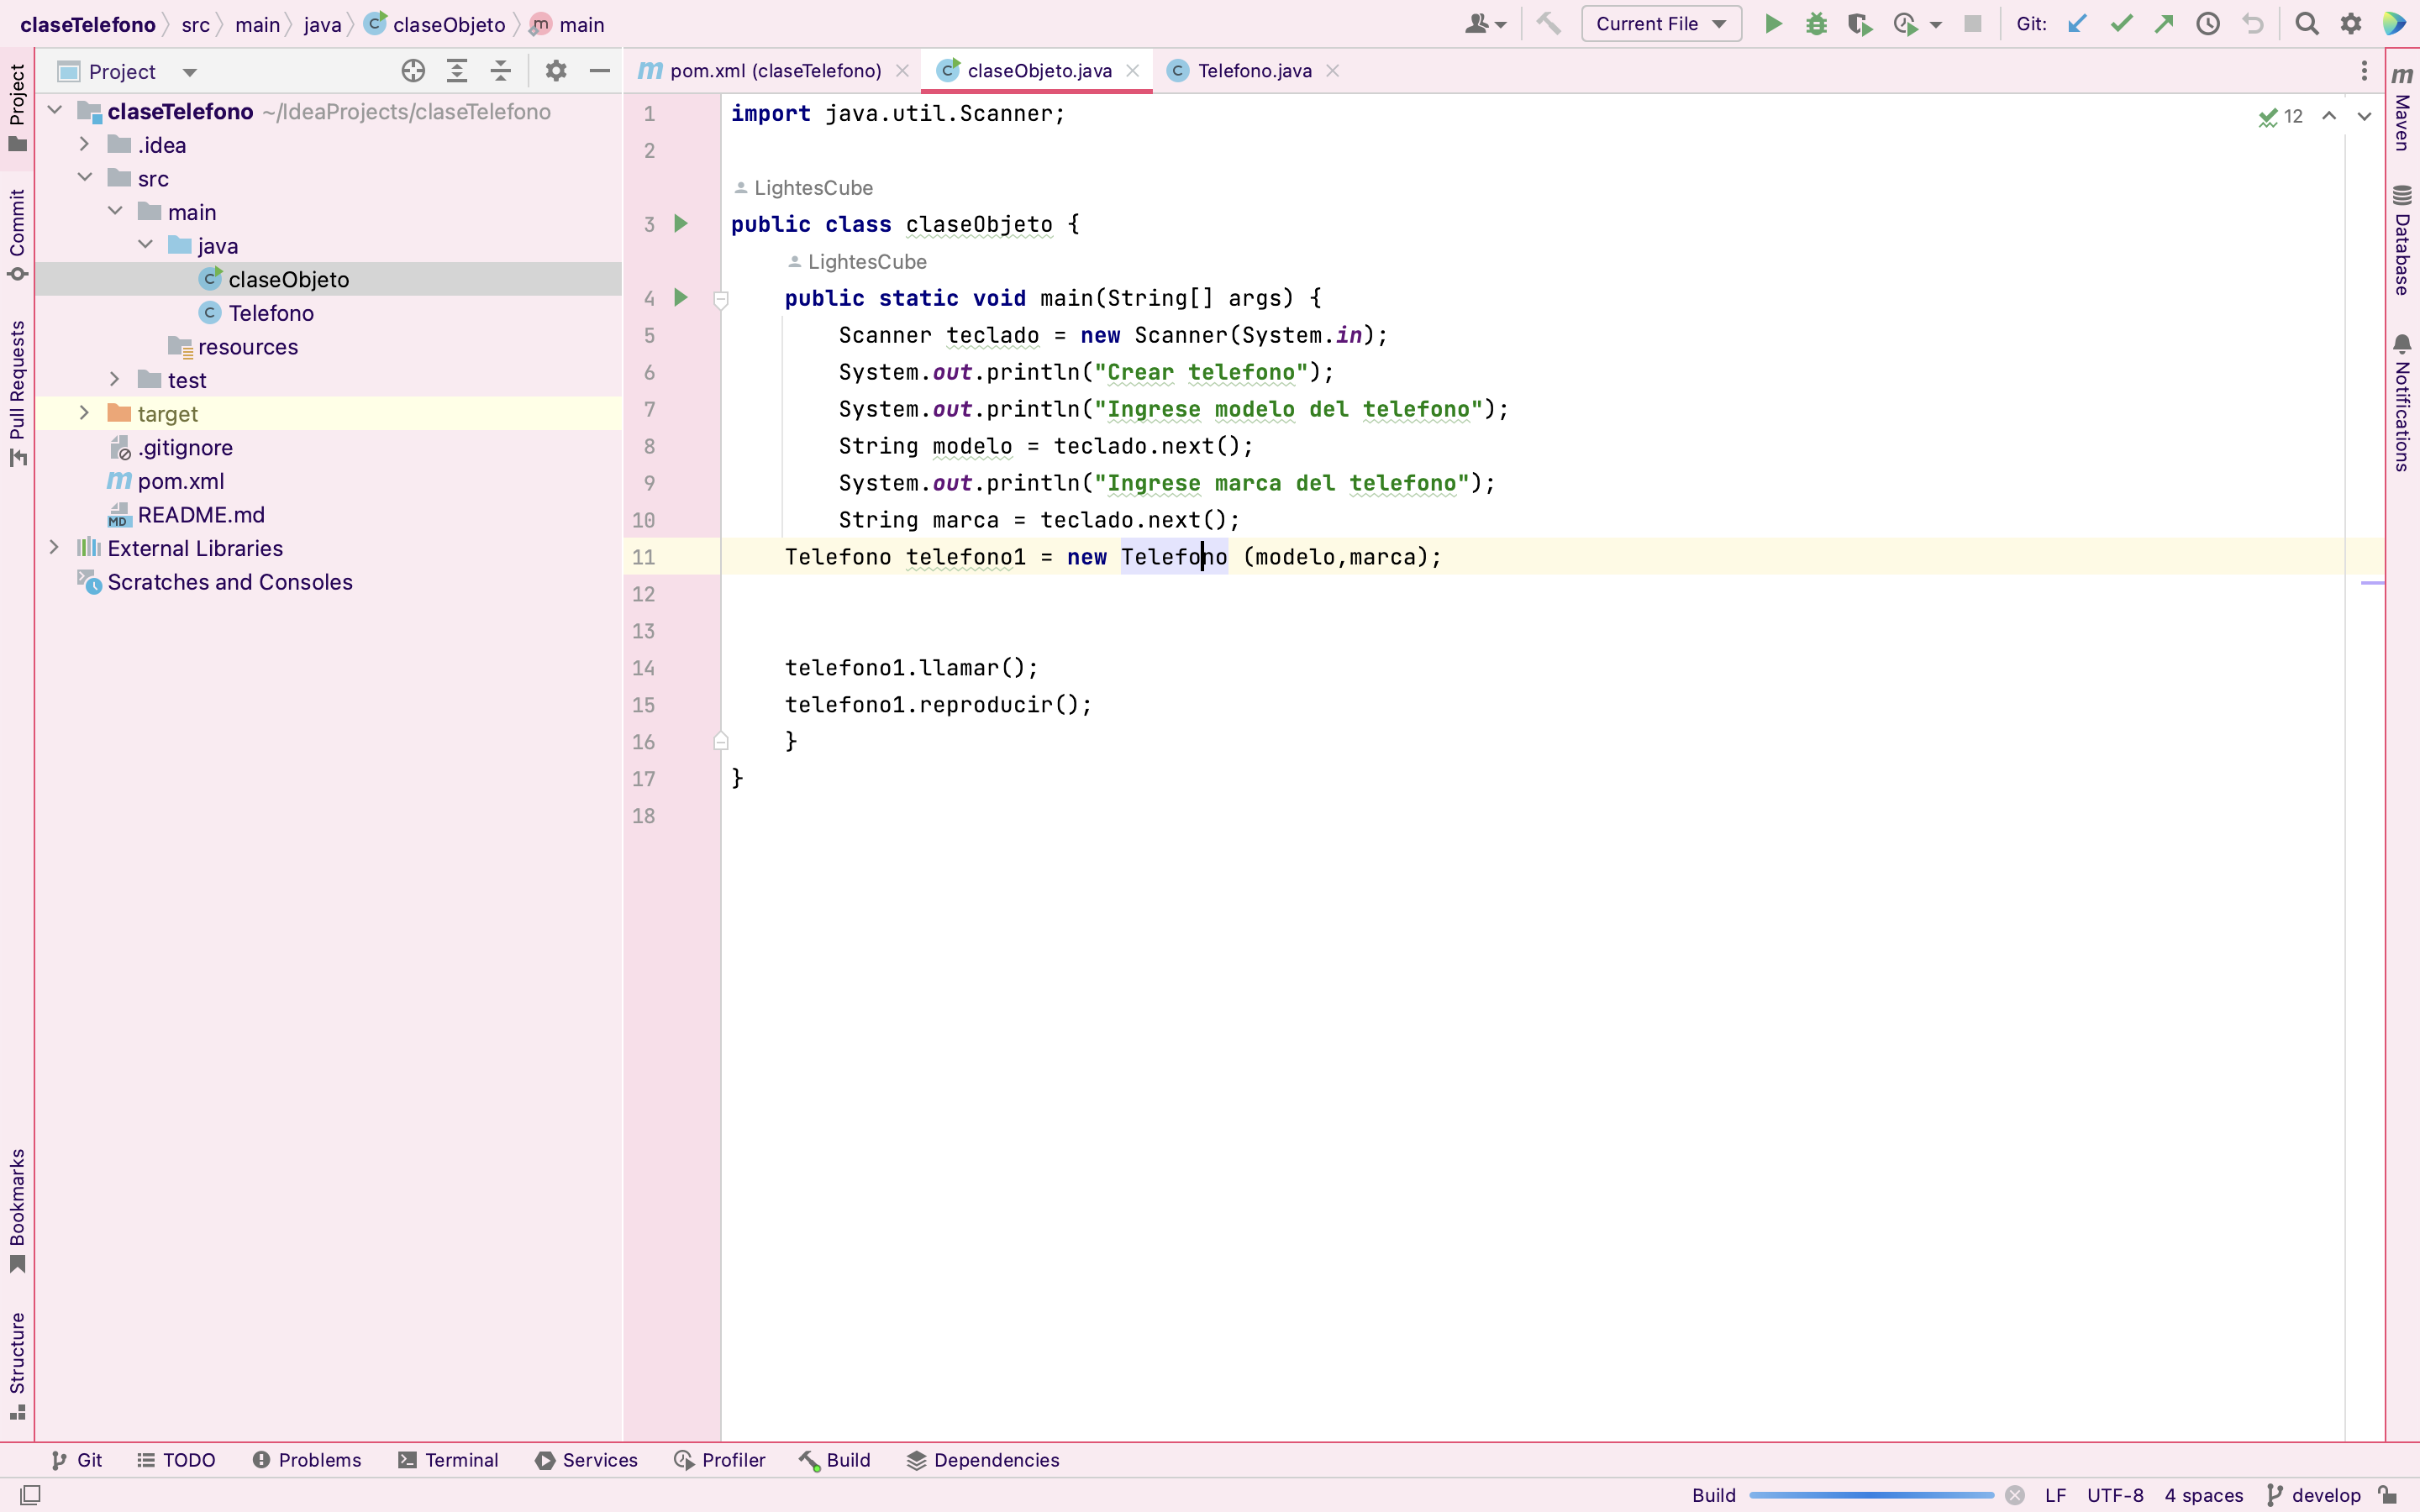 claseTelefono src main java claseObjeto main Current File Git:
Project
pom.xml (claseTelefono) claseObjeto.java Telefono.java
claseTelefono ~/IdeaProjects/claseTelefono
.idea
src
main
java
claseObjeto
Telefono
resources
test
target
.gitignore
pom.xml
README.md
External Libraries
Scratches and Consoles
Project
Commit
Pull Requests
Bookmarks
Structure
12
1 import java.util.Scanner;
2
LightesCube
3 public class claseObjeto {
LightesCube
4 public static void main(String[] args) {
5 Scanner teclado = new Scanner(System.in);
6 System.out.println("Crear telefono");
7 System.out.println("Ingrese modelo del telefono");
8 String modelo = teclado.next();
9 System.out.println("Ingrese marca del telefono");
10 String marca = teclado.next();
11 Telefono telefono1 = new Telefono (modelo,marca);
12
13
14 telefono1.llamar();
15 telefono1.reproducir();
16 }
17 }
18
Maven
Database
Notifications
Git TODO Problems Terminal Services Profiler Build Dependencies
Build LF UTF-8 4 spaces develop